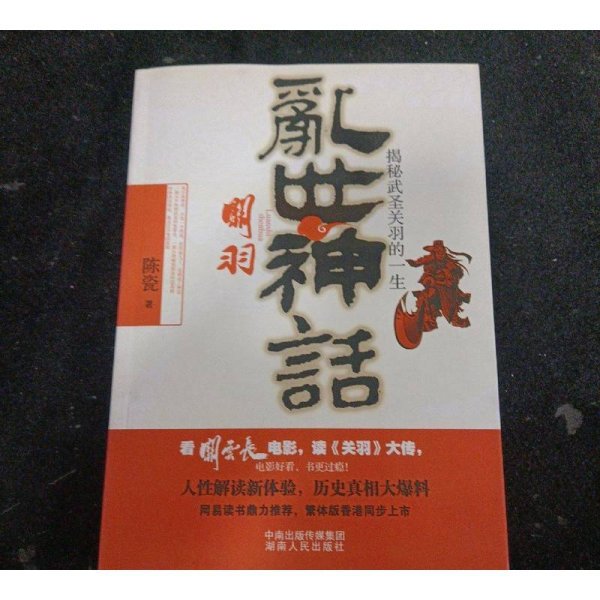 亂世神話
關羽
揭秘武圣关羽的一生
陈瓷 著
看關雲長电影，读《关羽》大传，
电影好看、书更过瘾！
人性解读新体验，历史真相大爆料
网易读书鼎力推荐，繁体版香港同步上市
中南出版传媒集团
湖南人民出版社